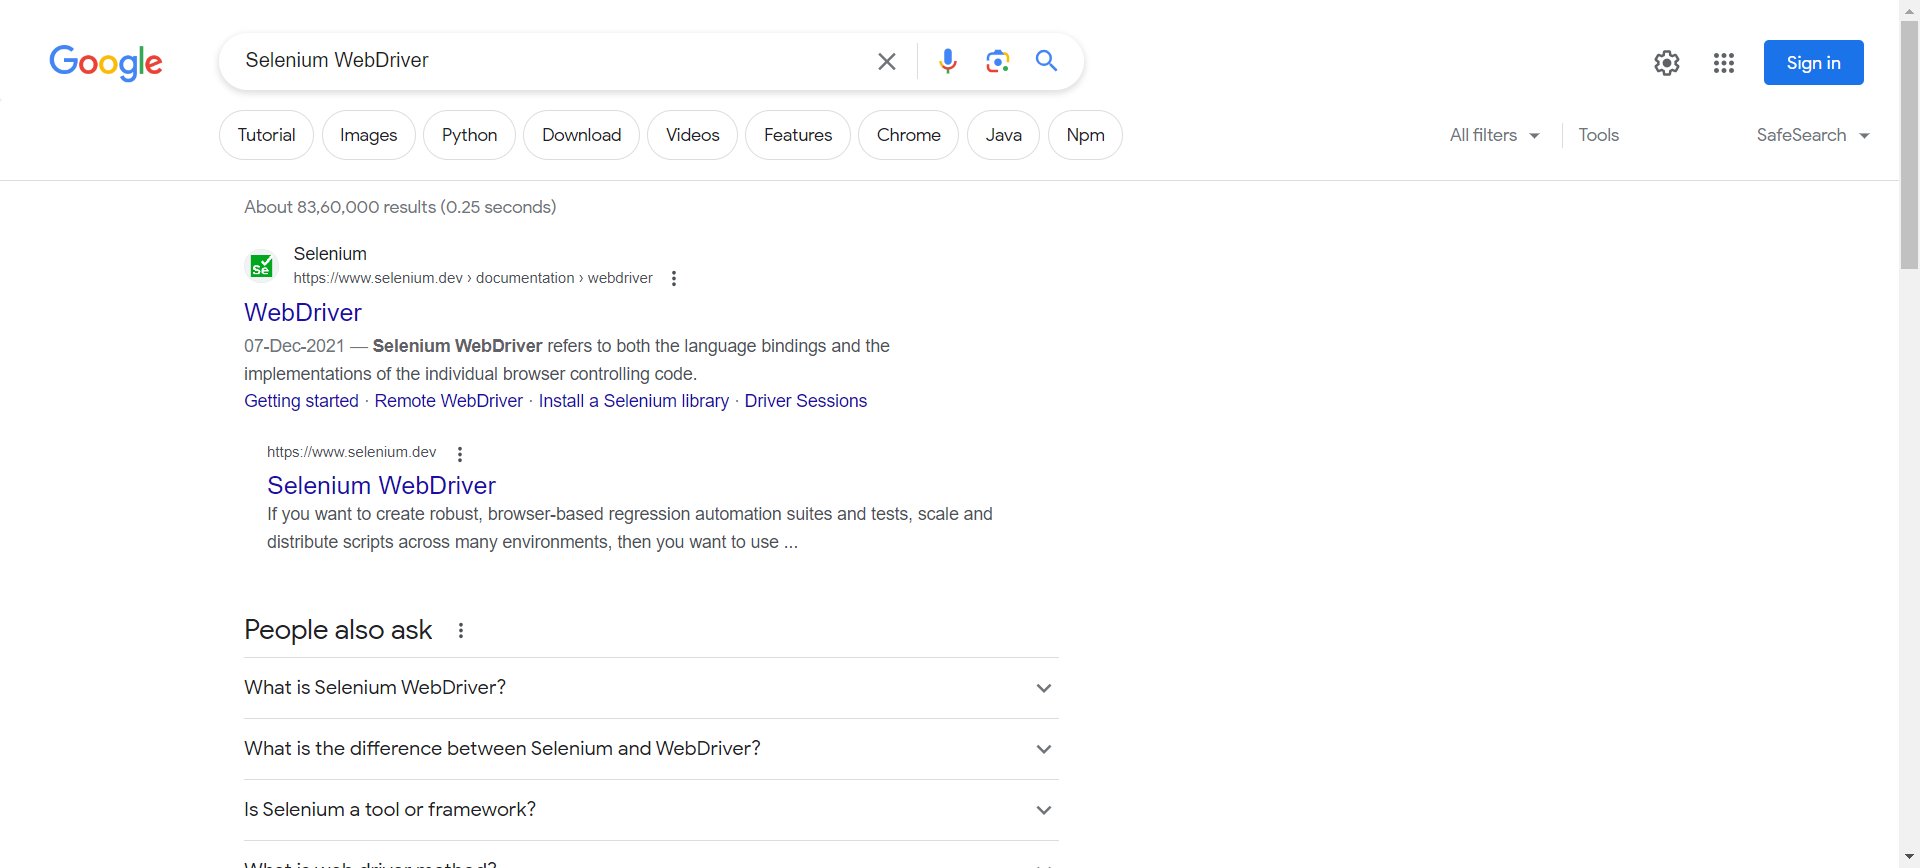 Google
Selenium WebDriver
Sign in
Tutorial
Images
Python
Download
Videos
Features
Chrome
Java
Npm
All filters
Tools
SafeSearch
About 83,60,000 results (0.25 seconds)
Se
Selenium
https://www.selenium.dev › documentation › webdriver
WebDriver
07-Dec-2021 — Selenium WebDriver refers to both the language bindings and the
implementations of the individual browser controlling code.
Getting started · Remote WebDriver · Install a Selenium library · Driver Sessions
https://www.selenium.dev
Selenium WebDriver
If you want to create robust, browser-based regression automation suites and tests, scale and
distribute scripts across many environments, then you want to use ...
People also ask
What is Selenium WebDriver?
What is the difference between Selenium and WebDriver?
Is Selenium a tool or framework?